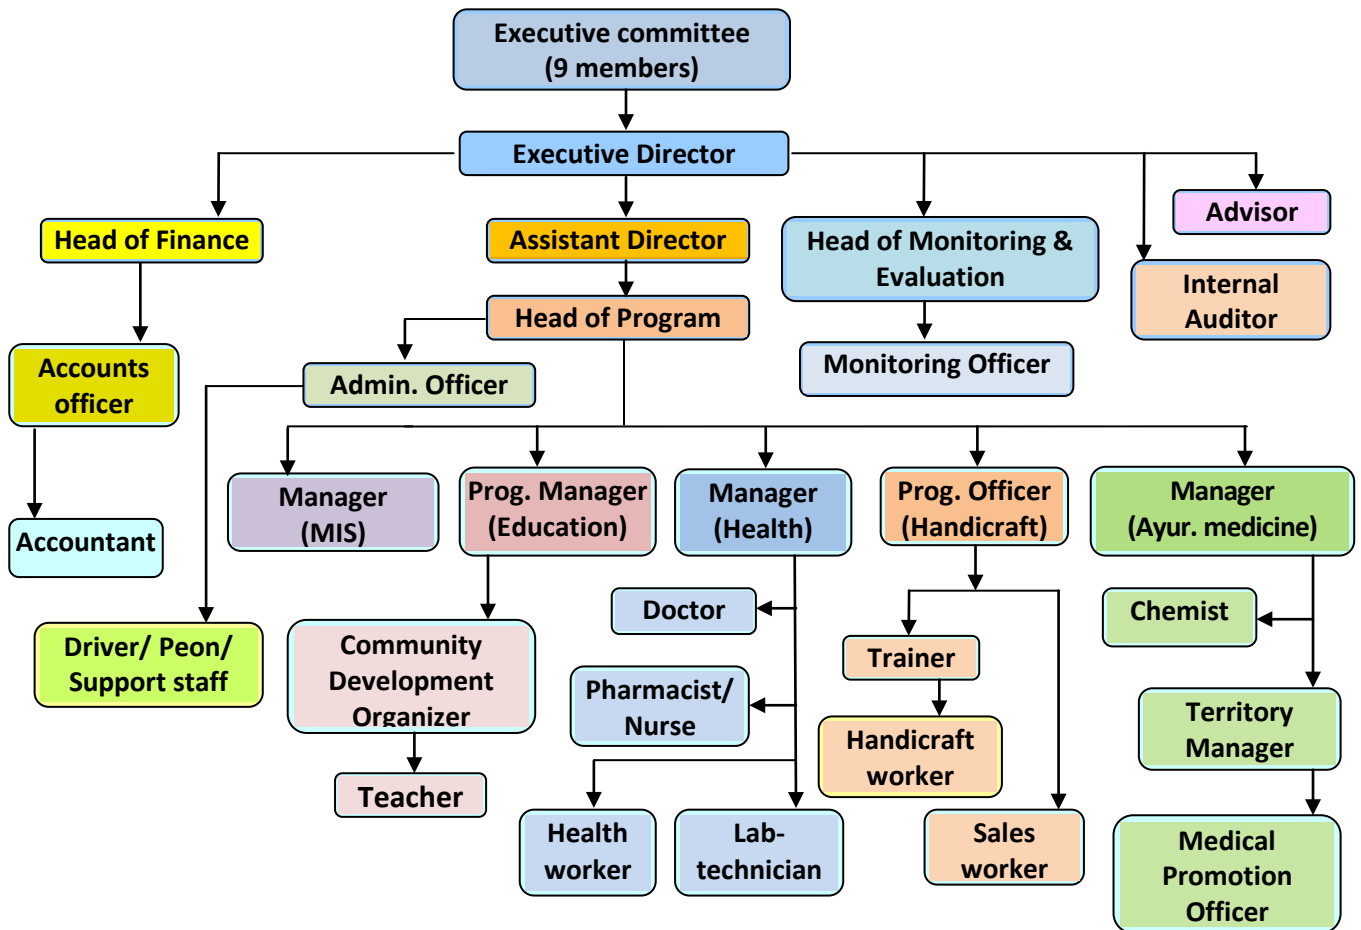 Executive committee
(9 members)
Executive Director
Advisor
Head of Finance
Assistant Director
Head of Monitoring &
Evaluation
Internal
Auditor
Head of Program
Monitoring Officer
Accounts
officer
Admin. Officer
Manager
(MIS)
Prog. Manager
(Education)
Manager
(Health)
Prog. Officer
(Handicraft)
Manager
(Ayur. medicine)
Accountant
Doctor
Chemist
Driver/ Peon/
Support staff
Community
Development
Organizer
Trainer
Pharmacist/
Nurse
Territory
Manager
Handicraft
worker
Teacher
Health
worker
Lab-
technician
Sales
worker
Medical
Promotion
Officer